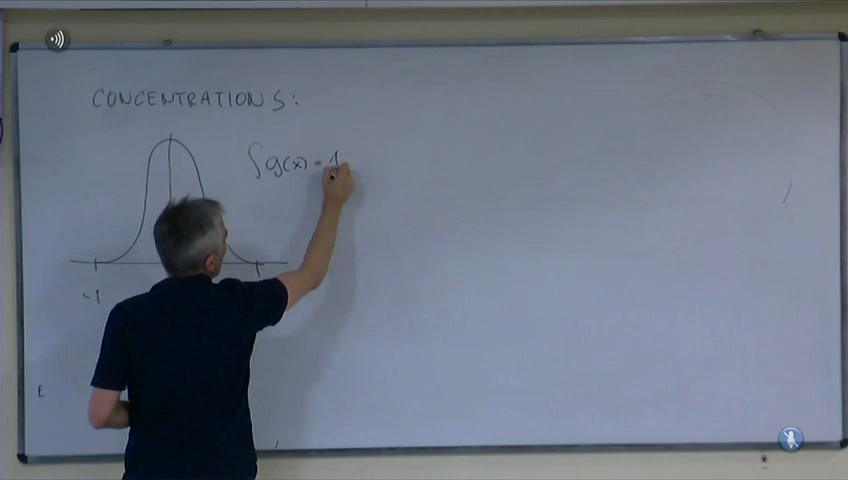 CONCENTRATIONS:
∫g(x) = 1
-1
E